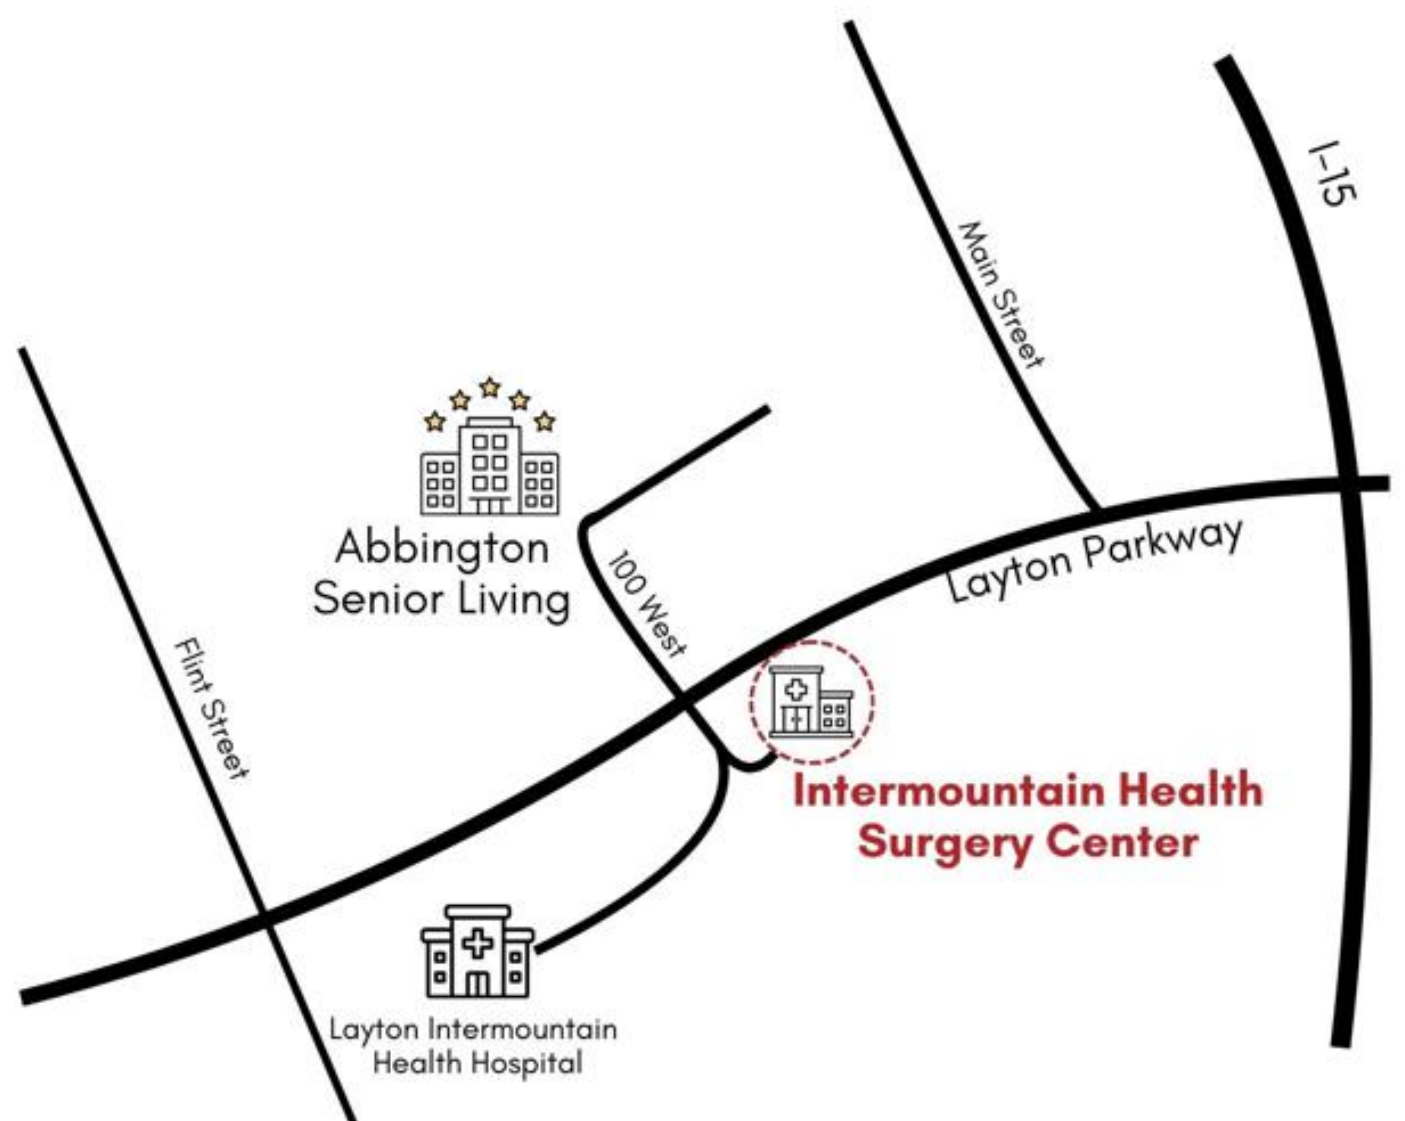 I-15
Main Street
Abbington
Senior Living
100 West
Layton Parkway
Flint Street
Intermountain Health
Surgery Center
Layton Intermountain
Health Hospital